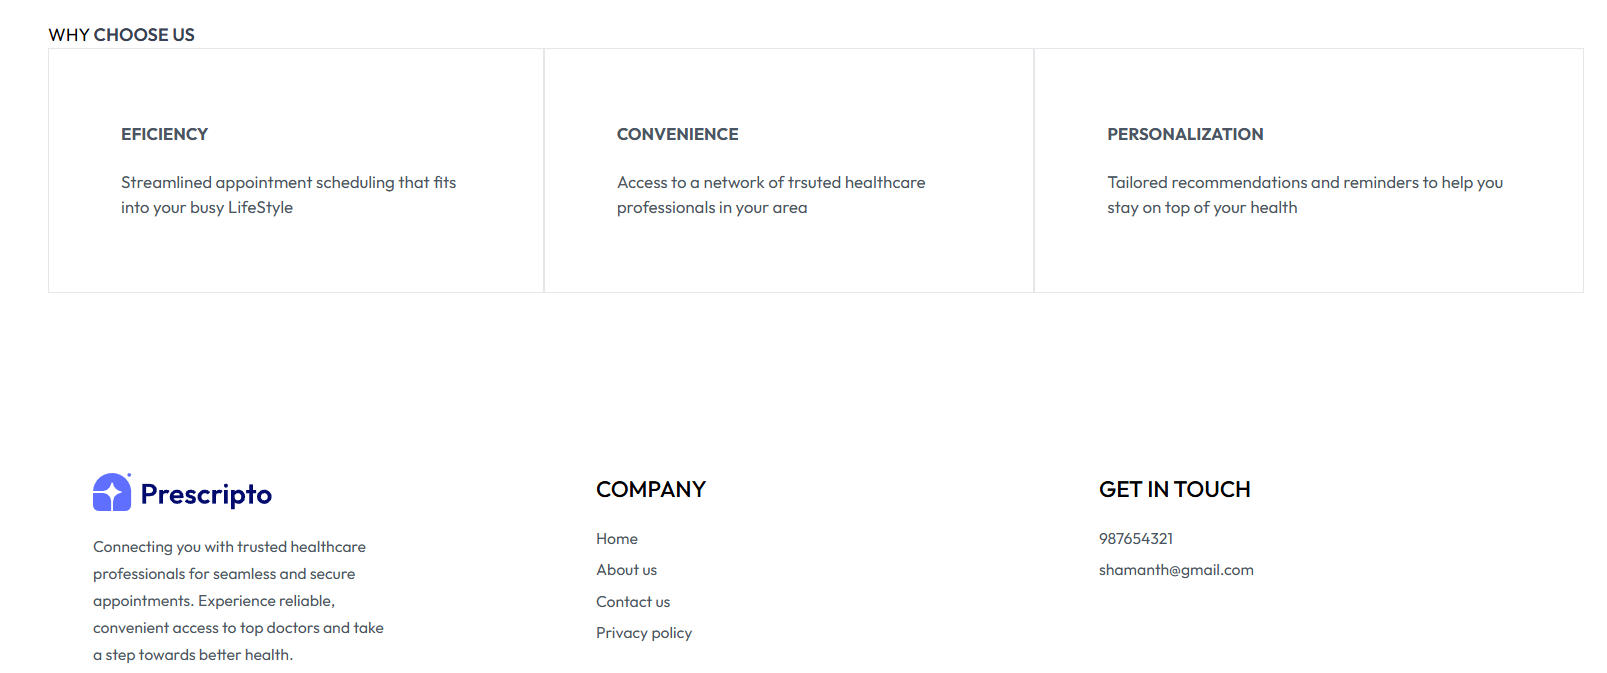 WHY CHOOSE US
EFICIENCY
Streamlined appointment scheduling that fits
into your busy LifeStyle
CONVENIENCE
Access to a network of trsuted healthcare
professionals in your area
PERSONALIZATION
Tailored recommendations and reminders to help you
stay on top of your health
Prescripto
Connecting you with trusted healthcare
professionals for seamless and secure
appointments. Experience reliable,
convenient access to top doctors and take
a step towards better health.
COMPANY
Home
About us
Contact us
Privacy policy
GET IN TOUCH
987654321
shamanth@gmail.com